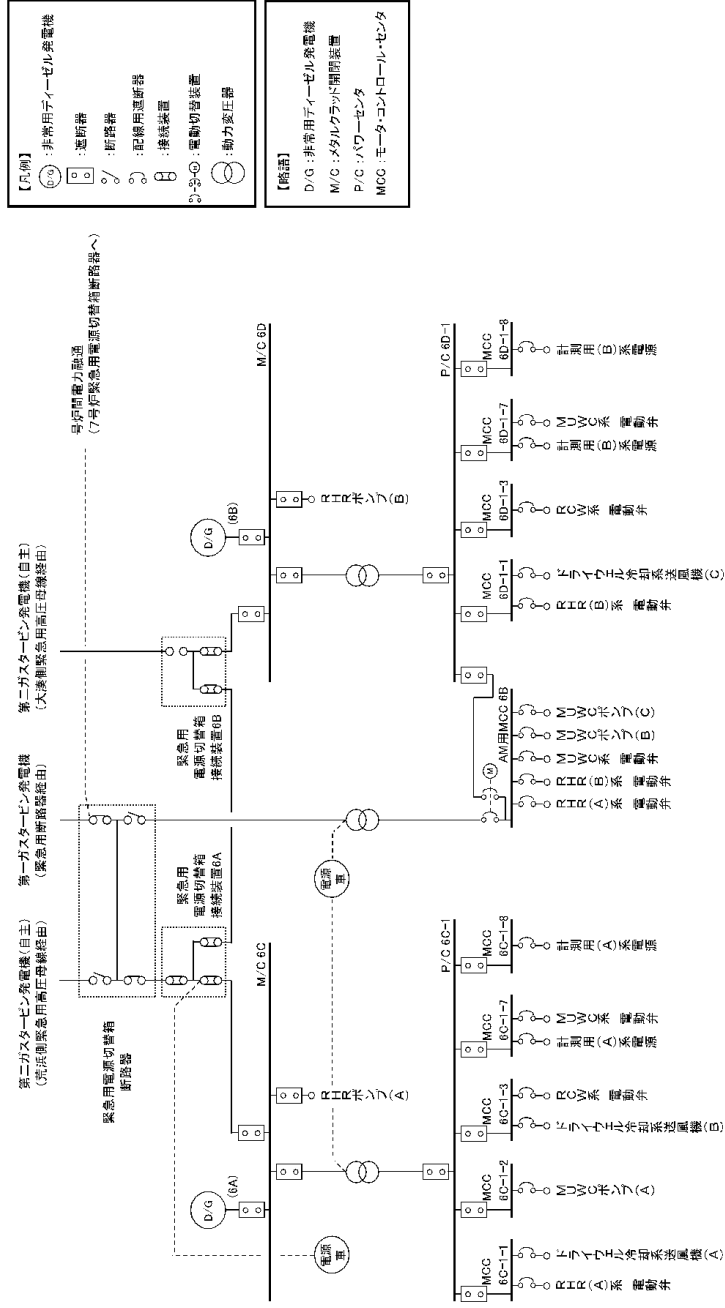 第二ガスタービン発電機(自主)
(荒浜側緊急用高圧母線経由)
第一ガスタービン発電機
(緊急用断路器経由)
第二ガスタービン発電機(自主)
(大湊側緊急用高圧母線経由)
号炉間電力融通
(7号炉緊急用電源切替箱断路器へ)
緊急用電源切替箱
断路器
緊急用
電源切替箱
接続装置6A
緊急用
電源切替箱
接続装置6B
電源
車
D/G
(6A)
M/C 6C
RHRポンプ(A)
電源
車
D/G
(6B)
M/C 6D
RHRポンプ(B)
P/C 6C-1
MCC
6C-1-1
RHR(A)系 電動弁
ドライウェル冷却系送風機(A)
MCC
6C-1-2
MUWCポンプ(A)
MCC
6C-1-3
ドライウェル冷却系送風機(B)
RCW系 電動弁
MCC
6C-1-7
計測用(A)系電源
MUWC系 電動弁
MCC
6C-1-8
計測用(A)系電源
AM用MCC 6B
M
RHR(A)系 電動弁
RHR(B)系 電動弁
MUWC系 電動弁
MUWCポンプ(B)
MUWCポンプ(C)
P/C 6D-1
MCC
6D-1-1
RHR(B)系 電動弁
ドライウェル冷却系送風機(C)
MCC
6D-1-3
RCW系 電動弁
MCC
6D-1-7
計測用(B)系電源
MUWC系 電動弁
MCC
6D-1-8
計測用(B)系電源
【凡例】
D/G :非常用ディーゼル発電機
:遮断器
:断路器
:配線用遮断器
:接続装置
M :電動切替装置
:動力変圧器
【略語】
D/G :非常用ディーゼル発電機
M/C :メタルクラッド開閉装置
P/C :パワーセンタ
MCC :モータ・コントロール・センタ